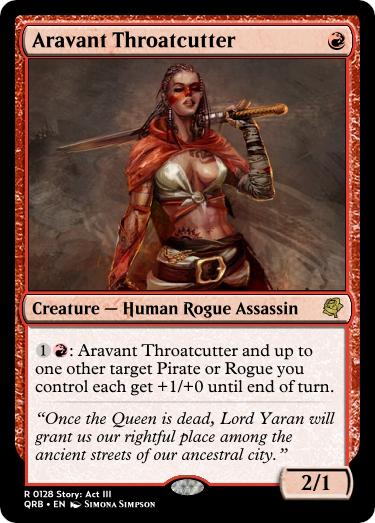 Aravant Throatcutter
Creature — Human Rogue Assassin
1 : Aravant Throatcutter and up to
one other target Pirate or Rogue you
control each get +1/+0 until end of turn.
“Once the Queen is dead, Lord Yaran will
grant us our rightful place among the
ancient streets of our ancestral city.”
2/1
R 0128 Story: Act III
QRB • EN Simona Simpson